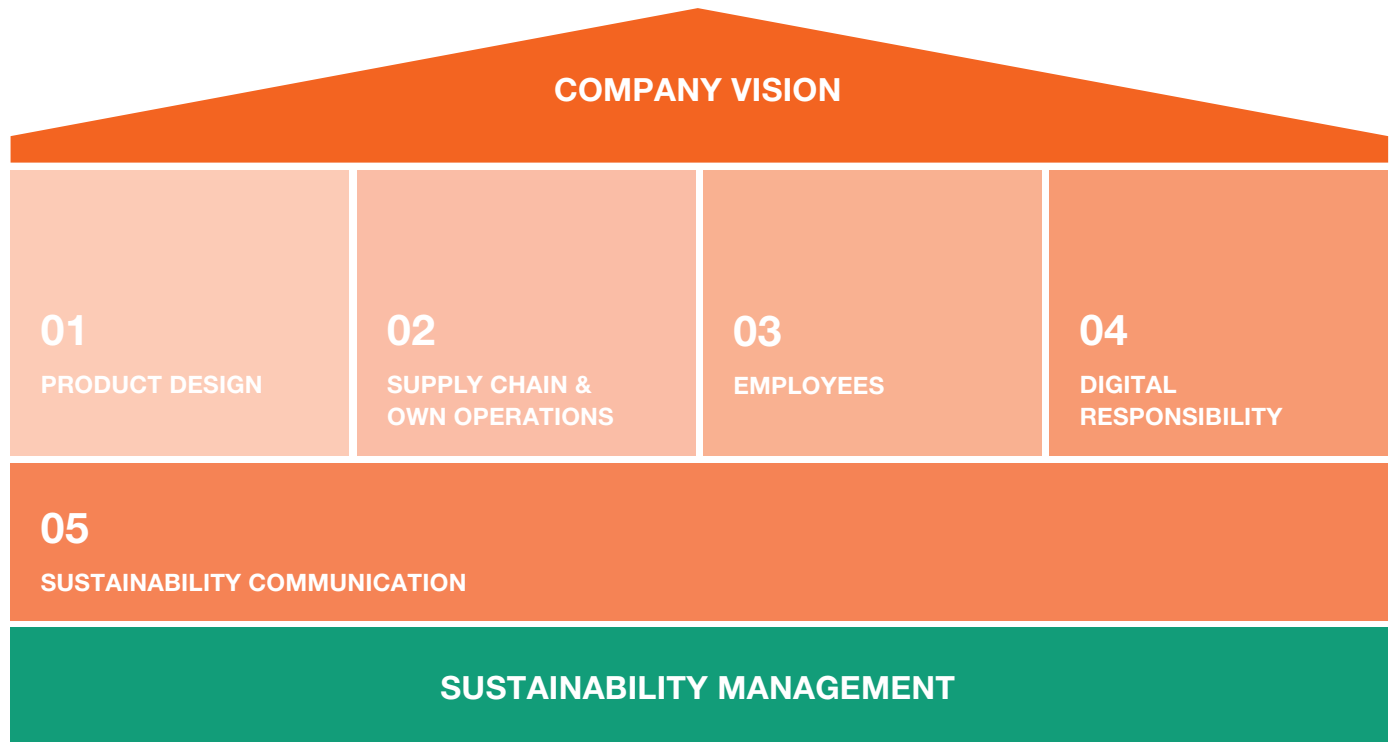 COMPANY VISION
01
PRODUCT DESIGN
02
SUPPLY CHAIN &
OWN OPERATIONS
03
EMPLOYEES
04
DIGITAL
RESPONSIBILITY
05
SUSTAINABILITY COMMUNICATION
SUSTAINABILITY MANAGEMENT